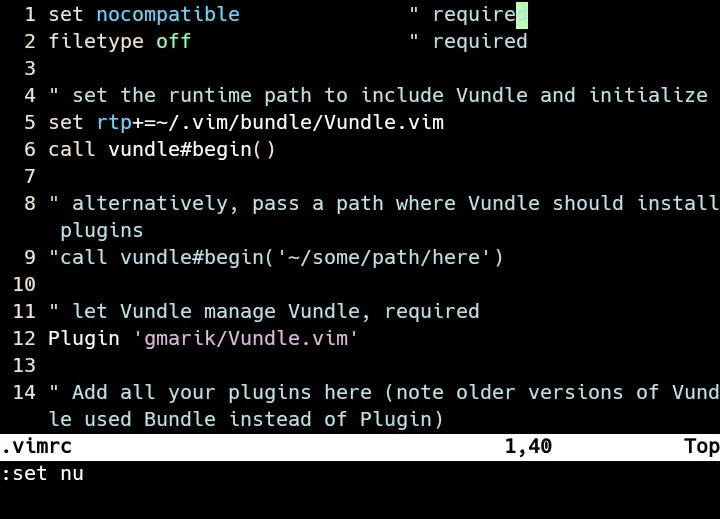 1 set nocompatible              " required
2 filetype off                  " required
3
4 " set the runtime path to include Vundle and initialize
5 set rtp+=~/.vim/bundle/Vundle.vim
6 call vundle#begin()
7
8 " alternatively, pass a path where Vundle should install
plugins
9 "call vundle#begin('~/some/path/here')
10
11 " let Vundle manage Vundle, required
12 Plugin 'gmarik/Vundle.vim'
13
14 " Add all your plugins here (note older versions of Vund
le used Bundle instead of Plugin)
.vimrc                                    1,40           Top
:set nu